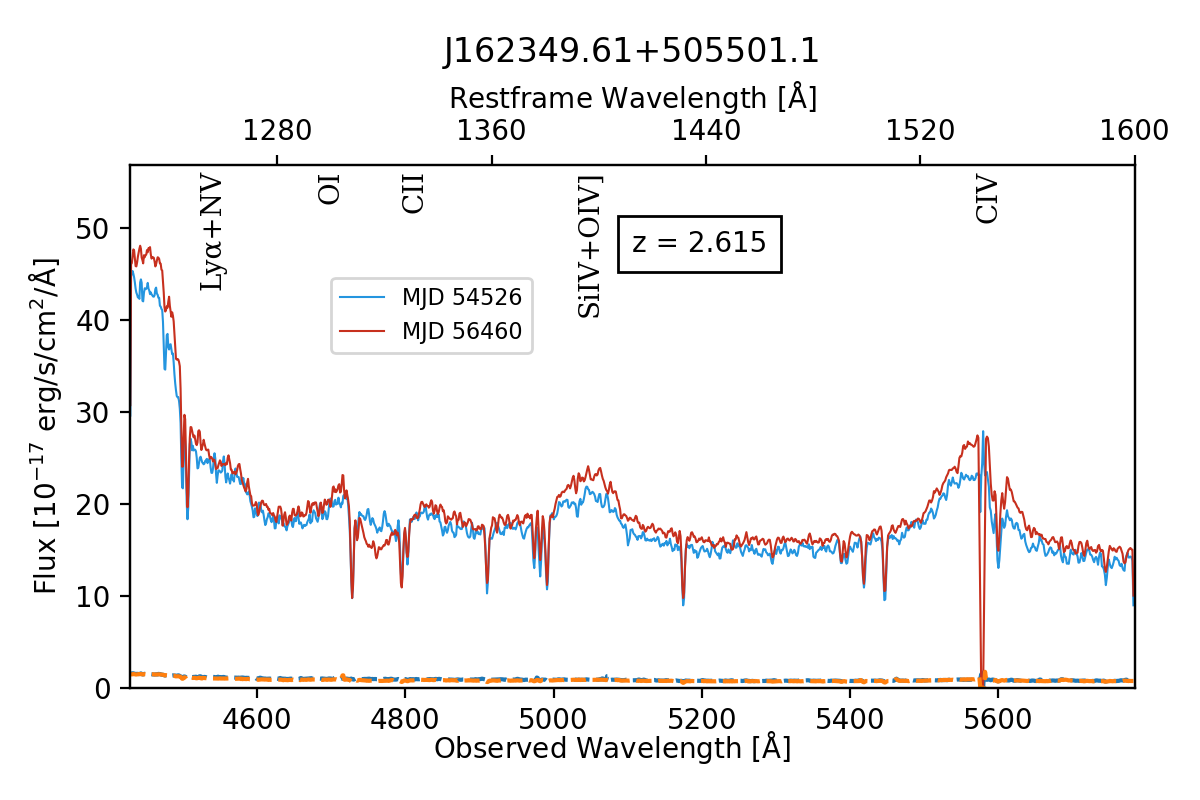 J162349.61+505501.1
Restframe Wavelength [Å]
1280 1360 1440 1520 1600
Lyα+NV
OI
CII
SiIV+OIV]
CIV
z = 2.615
MJD 54526
MJD 56460
Flux [10⁻¹⁷ erg/s/cm²/Å]
50
40
30
20
10
0
4600 4800 5000 5200 5400 5600
Observed Wavelength [Å]